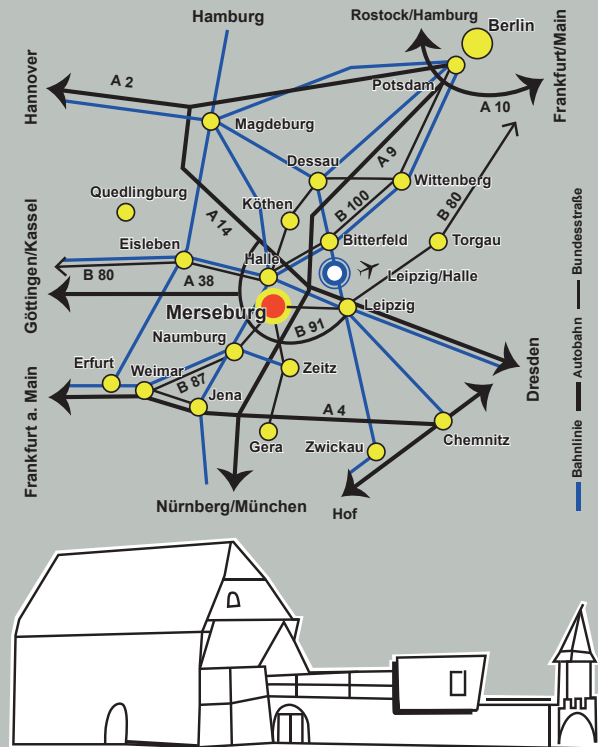 Hamburg
Rostock/Hamburg
Berlin
Hannover
A 2
Potsdam
A 10
Frankfurt/Main
Magdeburg
Dessau
A 9
Wittenberg
Quedlingburg
Köthen
B 100
B 80
A 14
Eisleben
Bitterfeld
Torgau
Göttingen/Kassel
B 80
A 38
Halle
Leipzig/Halle
Merseburg
Leipzig
Naumburg
B 91
Erfurt
Weimar
B 87
Zeitz
Dresden
Jena
A 4
Frankfurt a. Main
Gera
Zwickau
Chemnitz
Nürnberg/München
Hof
Bahnlinie
Autobahn
Bundesstraße